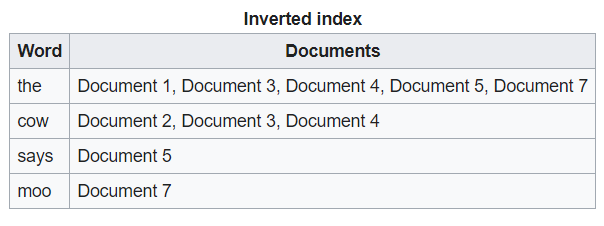 Inverted index
Word Documents
the Document 1, Document 3, Document 4, Document 5, Document 7
cow Document 2, Document 3, Document 4
says Document 5
moo Document 7